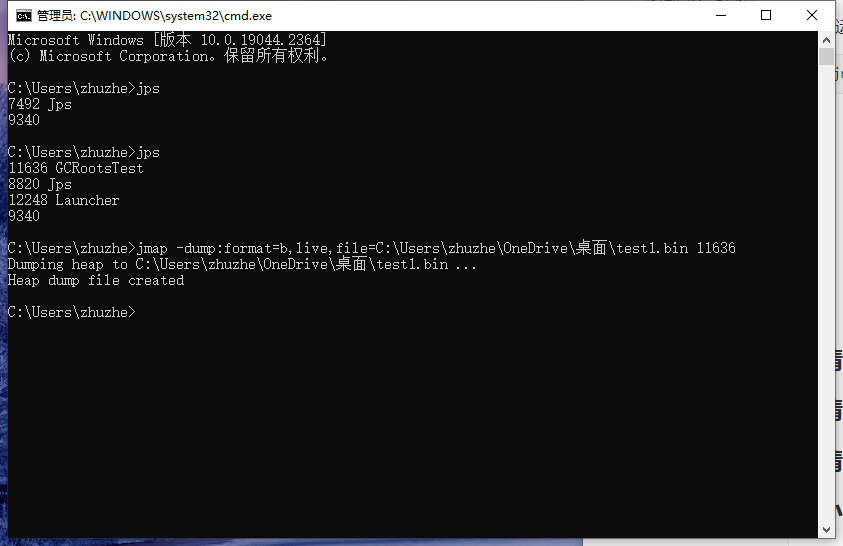 管理员: C:\WINDOWS\system32\cmd.exe
Microsoft Windows [版本 10.0.19044.2364]
(c) Microsoft Corporation。保留所有权利。
C:\Users\zhuzhe>jps
7492 Jps
9340
C:\Users\zhuzhe>jps
11636 GCRootsTest
8820 Jps
12248 Launcher
9340
C:\Users\zhuzhe>jmap -dump:format=b,live,file=C:\Users\zhuzhe\OneDrive\桌面\test1.bin 11636
Dumping heap to C:\Users\zhuzhe\OneDrive\桌面\test1.bin ...
Heap dump file created
C:\Users\zhuzhe>